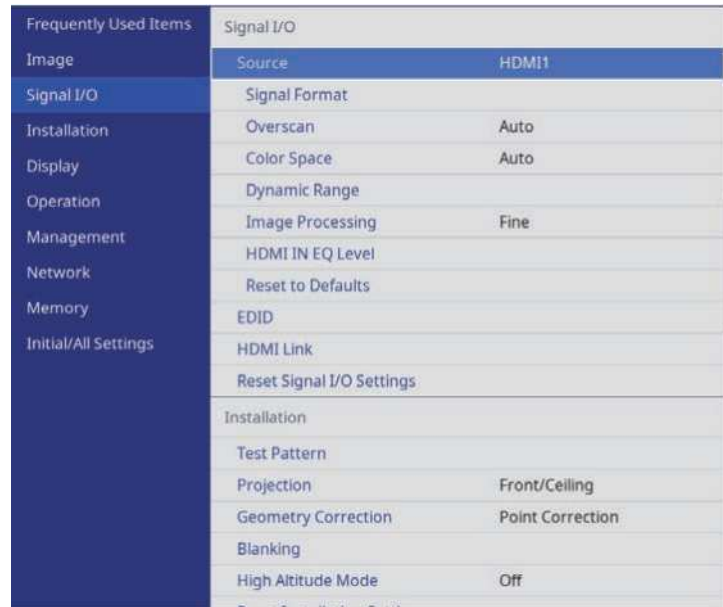 Frequently Used Items
Image
Signal I/O
Installation
Display
Operation
Management
Network
Memory
Initial/All Settings
Signal I/O
Source HDMI1
Signal Format
Overscan Auto
Color Space Auto
Dynamic Range
Image Processing Fine
HDMI IN EQ Level
Reset to Defaults
EDID
HDMI Link
Reset Signal I/O Settings
Installation
Test Pattern
Projection Front/Ceiling
Geometry Correction Point Correction
Blanking
High Altitude Mode Off